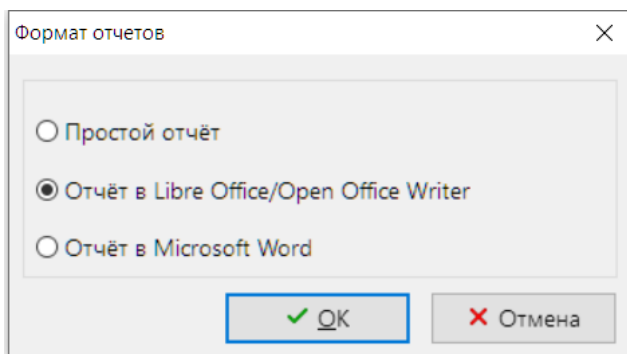 Формат отчетов
Простой отчёт
Отчёт в Libre Office/Open Office Writer
Отчёт в Microsoft Word
OK
Отмена